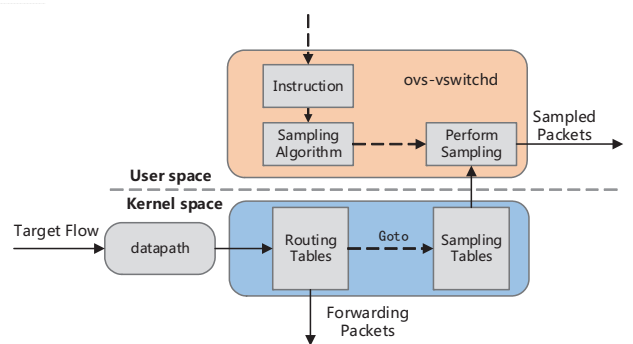 Instruction
ovs-vswitchd
Sampling
Algorithm
Perform
Sampling
Sampled
Packets
User space
Kernel space
Target Flow
datapath
Routing
Tables
Goto
Sampling
Tables
Forwarding
Packets